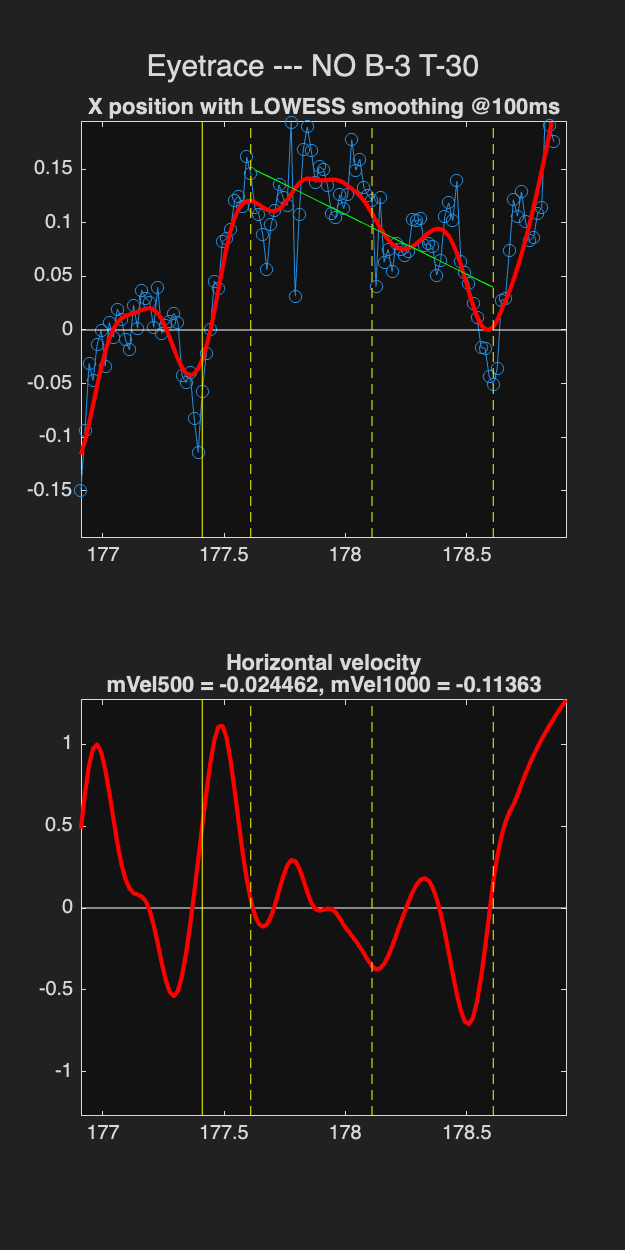 Eyetrace --- NO B-3 T-30
X position with LOWESS smoothing @100ms
0.15
0.1
0.05
0
-0.05
-0.1
-0.15
177 177.5 178 178.5
Horizontal velocity
mVel500 = -0.024462, mVel1000 = -0.11363
1
0.5
0
-0.5
-1
177 177.5 178 178.5